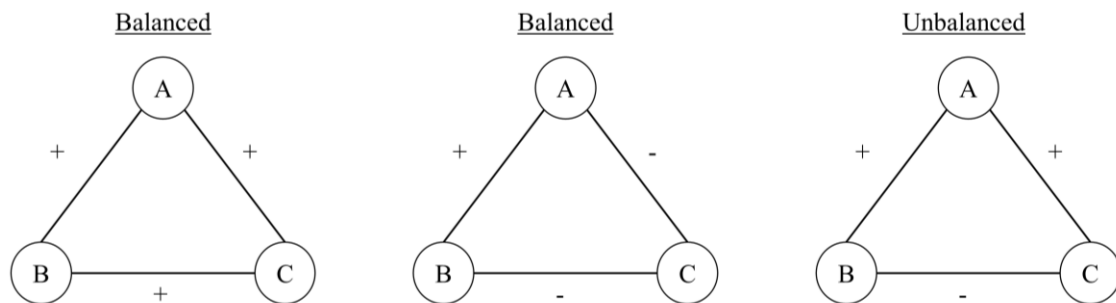 Balanced Balanced Unbalanced
A A A
+ + + - + +
B C B C B C
+ - -